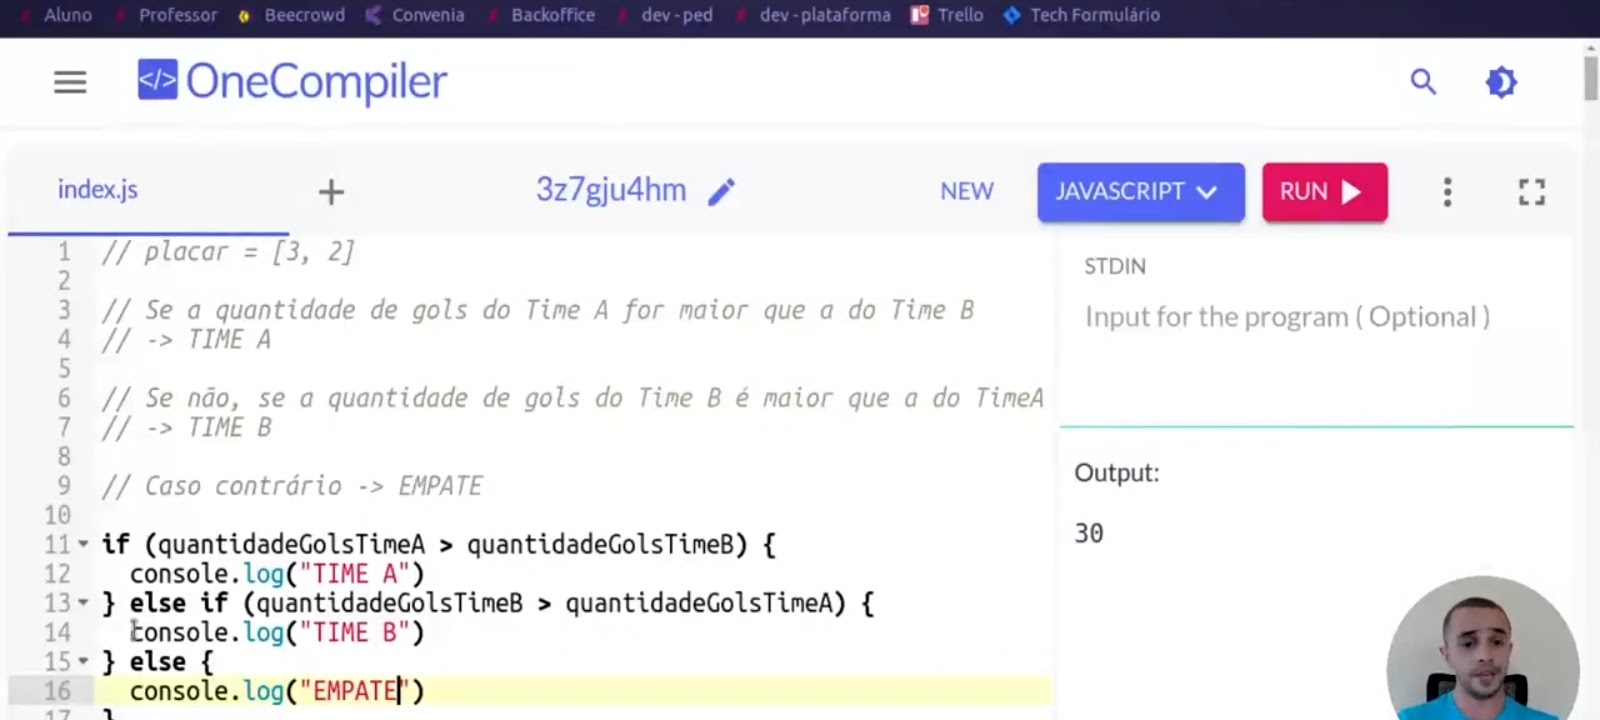 Aluno Professor Beecrowd Convenia Backoffice dev-ped dev-plataforma Trello Tech Formulário
</> OneCompiler
index.js + 3z7gju4hm NEW JAVASCRIPT RUN
1 // placar = [3, 2]
2
3 // Se a quantidade de gols do Time A for maior que a do Time B
4 // -> TIME A
5
6 // Se não, se a quantidade de gols do Time B é maior que a do TimeA
7 // -> TIME B
8
9 // Caso contrário -> EMPATE
10
11 if (quantidadeGolsTimeA > quantidadeGolsTimeB) {
12 console.log("TIME A")
13 } else if (quantidadeGolsTimeB > quantidadeGolsTimeA) {
14 console.log("TIME B")
15 } else {
16 console.log("EMPATE")
17 }
STDIN
Input for the program ( Optional )
Output:
30